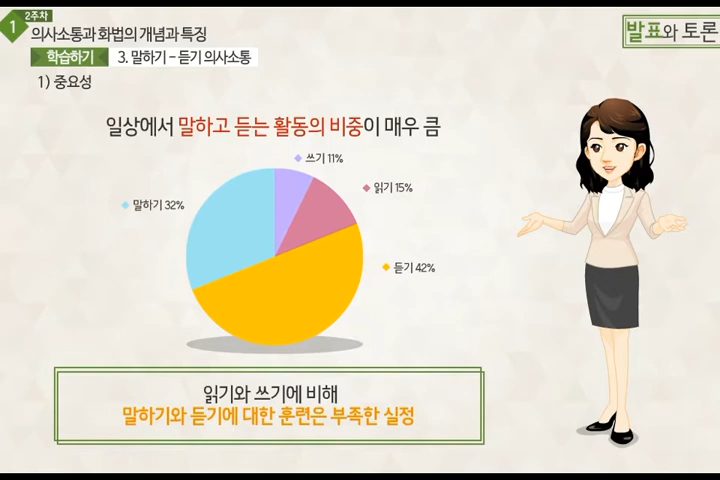 1
2주차
의사소통과 화법의 개념과 특징
발표와 토론
학습하기
3. 말하기 – 듣기 의사소통
1) 중요성
일상에서 말하고 듣는 활동의 비중이 매우 큼
쓰기 11%
읽기 15%
말하기 32%
듣기 42%
읽기와 쓰기에 비해
말하기와 듣기에 대한 훈련은 부족한 실정